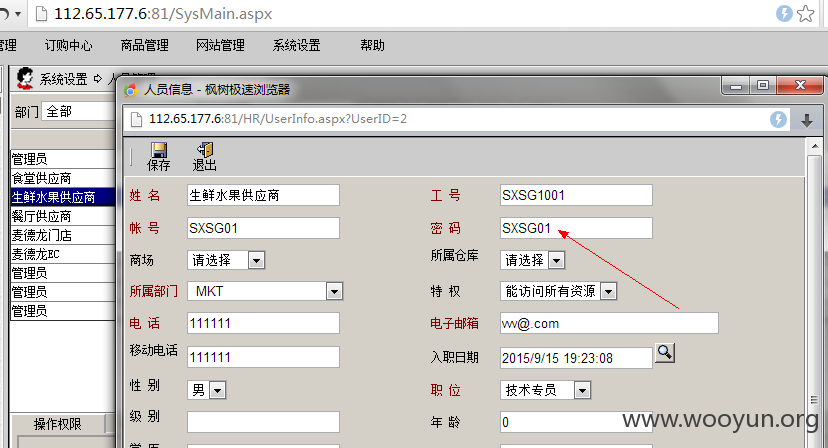 112.65.177.6:81/SysMain.aspx
管理 订购中心 商品管理 网站管理 系统设置 帮助
系统设置
人员信息 - 枫树极速浏览器
部门 全部
112.65.177.6:81/HR/UserInfo.aspx?UserID=2
管理员
食堂供应商
生鲜水果供应商
餐厅供应商
麦德龙门店
麦德龙EC
管理员
管理员
管理员
操作权限
保存 退出
姓 名 生鲜水果供应商 工 号 SXSG1001
帐 号 SXSG01 密 码 SXSG01
商场 请选择 所属仓库 请选择
所属部门 MKT 特 权 能访问所有资源
电 话 111111 电子邮箱 vv@.com
移动电话 111111 入职日期 2015/9/15 19:23:08
性 别 男 职 位 技术专员
级 别 年 龄 0
www.wooyun.org